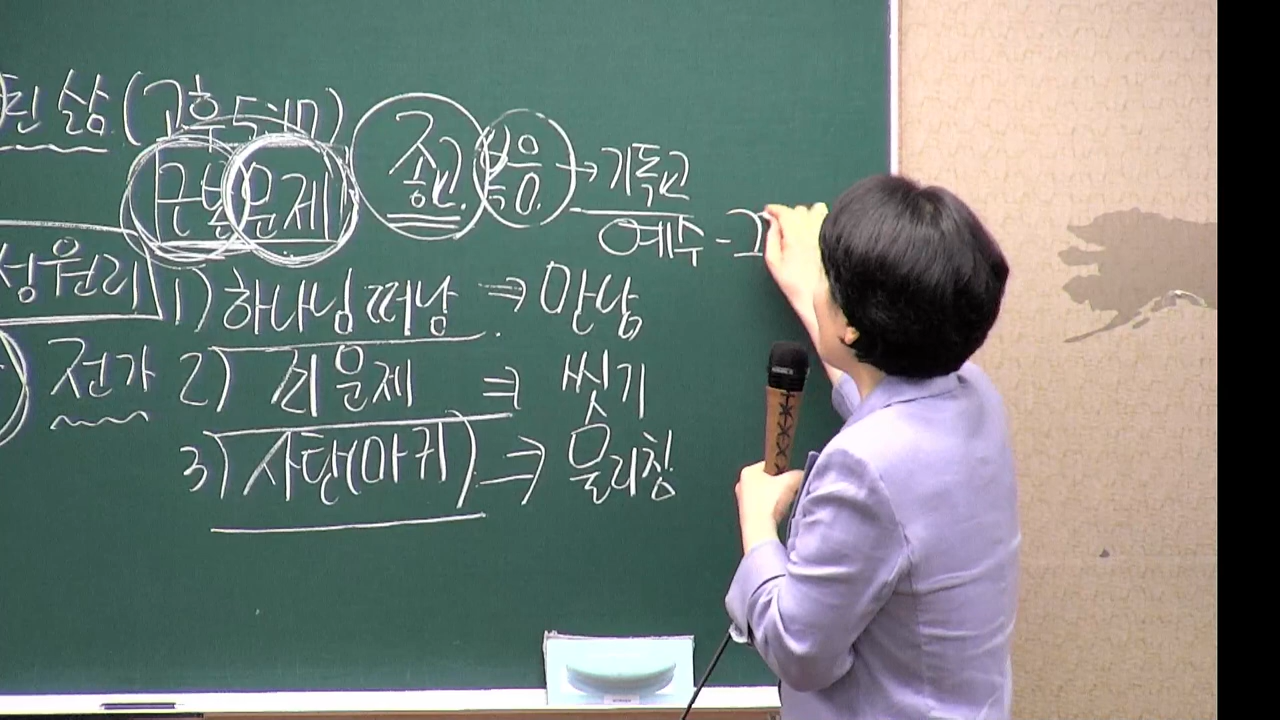 된 삶 (고후 5:17)
근본문제 종교 복음 → 기독교
예수 - 그
성원리 1) 하나님 떠남 ⇒ 만남
전가 2) 죄 문제 ⇒ 씻기
3) 사탄(마귀) ⇒ 물리침